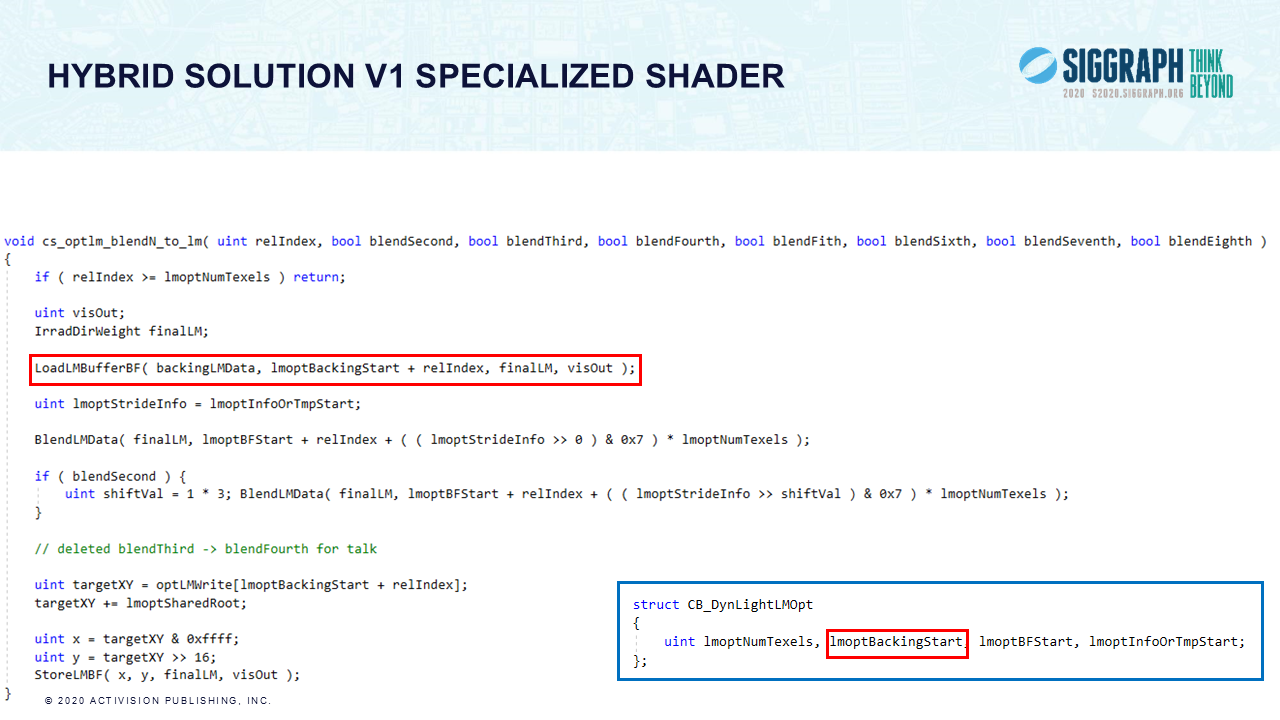 HYBRID SOLUTION V1 SPECIALIZED SHADER
SIGGRAPH THINK BEYOND
2020 S2020.SIGGRAPH.ORG
void cs_optlm_blendN_to_lm( uint relIndex, bool blendSecond, bool blendThird, bool blendFourth, bool blendFith, bool blendSixth, bool blendSeventh, bool blendEighth )
{
if ( relIndex >= lmoptNumTexels ) return;
uint visOut;
IrradDirWeight finalLM;
LoadLMBufferBF( backingLMData, lmoptBackingStart + relIndex, finalLM, visOut );
uint lmoptStrideInfo = lmoptInfoOrTmpStart;
BlendLMData( finalLM, lmoptBFStart + relIndex + ( ( lmoptStrideInfo >> 0 ) & 0x7 ) * lmoptNumTexels );
if ( blendSecond ) {
uint shiftVal = 1 * 3; BlendLMData( finalLM, lmoptBFStart + relIndex + ( ( lmoptStrideInfo >> shiftVal ) & 0x7 ) * lmoptNumTexels );
}
// deleted blendThird -> blendFourth for talk
uint targetXY = optLMWrite[lmoptBackingStart + relIndex];
targetXY += lmoptSharedRoot;
uint x = targetXY & 0xffff;
uint y = targetXY >> 16;
StoreLMBF( x, y, finalLM, visOut );
}
struct CB_DynLightLMOpt
{
uint lmoptNumTexels, lmoptBackingStart, lmoptBFStart, lmoptInfoOrTmpStart;
};
© 2020 ACTIVISION PUBLISHING, INC.